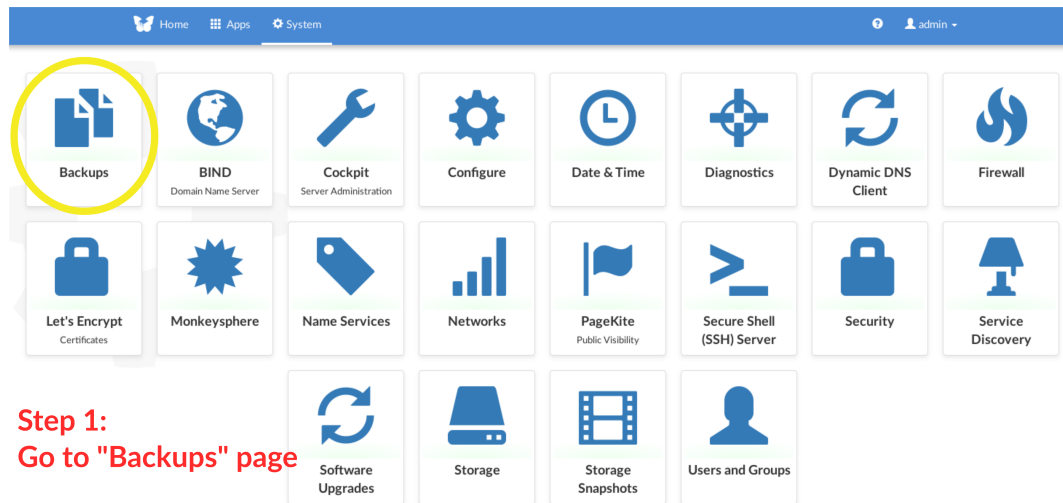 Home Apps System admin
Backups BIND Cockpit Configure Date & Time Diagnostics Dynamic DNS Firewall
Domain Name Server Server Administration Client
Let's Encrypt Monkeysphere Name Services Networks PageKite Secure Shell Security Service
Certificates Public Visibility (SSH) Server Discovery
Step 1:
Go to "Backups" page
Software Storage Storage Users and Groups
Upgrades Snapshots